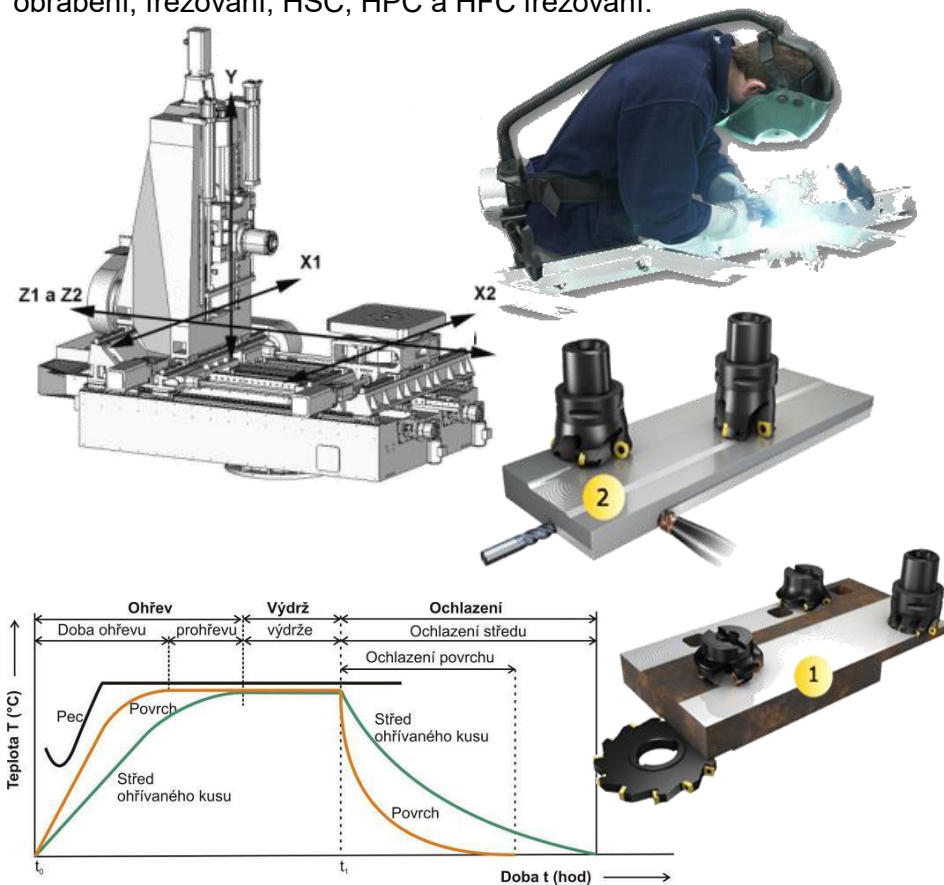 obrábění, frézování, HSC, HPC a HFC frézování.
Y
X1
Z1 a Z2
X2
2
1
Ohřev Výdrž Ochlazení
Doba ohřevu prohřevu výdrže Ochlazení středu
Ochlazení povrchu
Teplota T (°C)
Pec
Povrch
Střed
ohřívaného kusu
Střed
ohřívaného kusu
Povrch
t₀
t₁
Doba t (hod)